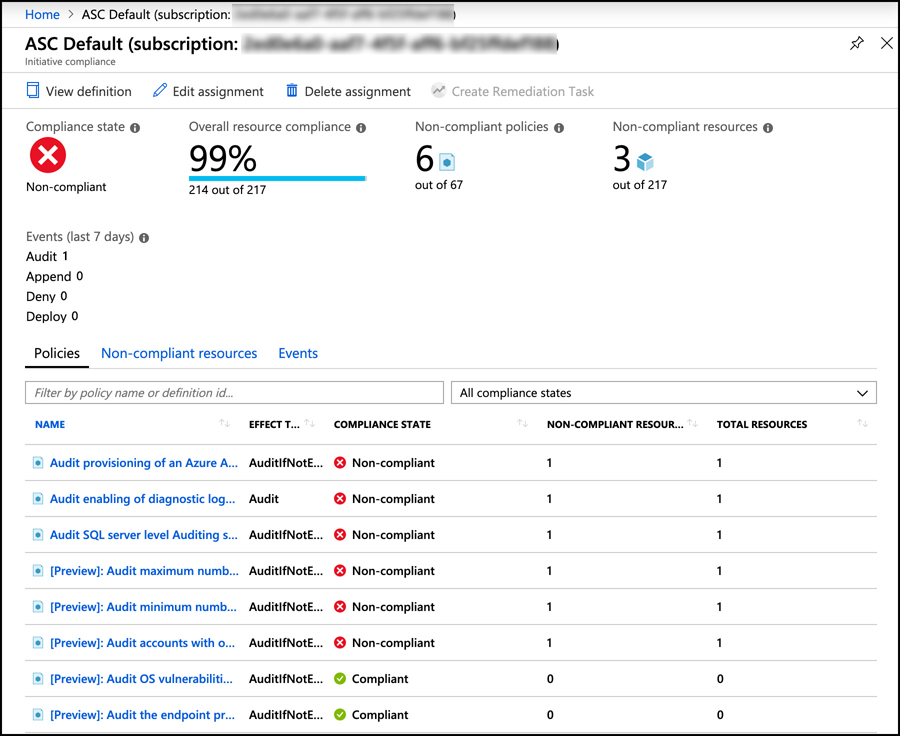 Home > ASC Default (subscription: )
ASC Default (subscription: )
Initiative compliance
View definition Edit assignment Delete assignment Create Remediation Task
Compliance state Overall resource compliance Non-compliant policies Non-compliant resources
99% 6 3
Non-compliant 214 out of 217 out of 67 out of 217
Events (last 7 days)
Audit 1
Append 0
Deny 0
Deploy 0
Policies Non-compliant resources Events
Filter by policy name or definition id... All compliance states
NAME EFFECT T... COMPLIANCE STATE NON-COMPLIANT RESOUR... TOTAL RESOURCES
Audit provisioning of an Azure A... AuditIfNotE... Non-compliant 1 1
Audit enabling of diagnostic log... Audit Non-compliant 1 1
Audit SQL server level Auditing s... AuditIfNotE... Non-compliant 1 1
[Preview]: Audit maximum numb... AuditIfNotE... Non-compliant 1 1
[Preview]: Audit minimum numb... AuditIfNotE... Non-compliant 1 1
[Preview]: Audit accounts with o... AuditIfNotE... Non-compliant 1 1
[Preview]: Audit OS vulnerabiliti... AuditIfNotE... Compliant 0 0
[Preview]: Audit the endpoint pr... AuditIfNotE... Compliant 0 0